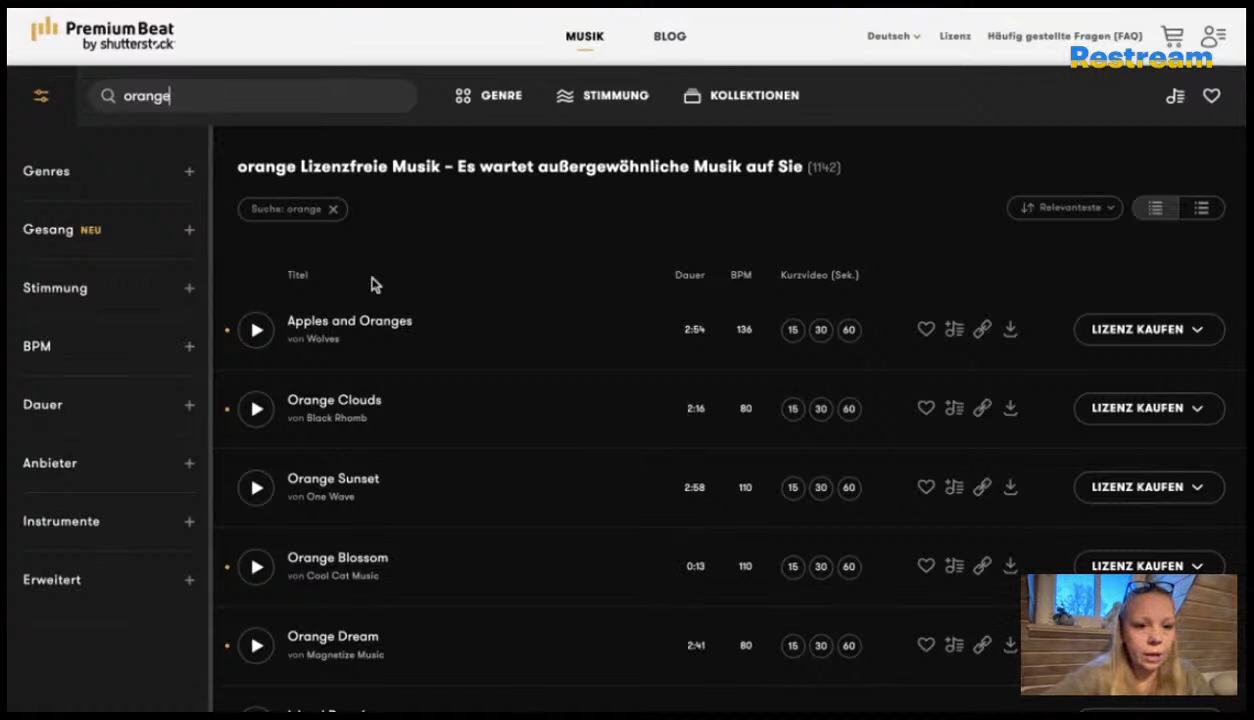 PremiumBeat
by shutterstock
MUSIK
BLOG
Deutsch
Lizenz
Häufig gestellte Fragen (FAQ)
Restream
orange
GENRE
STIMMUNG
KOLLEKTIONEN
Genres
Gesang NEU
Stimmung
BPM
Dauer
Anbieter
Instrumente
Erweitert
orange Lizenzfreie Musik – Es wartet außergewöhnliche Musik auf Sie (1142)
Suche: orange
Relevanteste
Titel Dauer BPM Kurzvideo (Sek.)
Apples and Oranges
von Wolves
2:54 136 15 30 60 LIZENZ KAUFEN
Orange Clouds
von Black Rhomb
2:16 80 15 30 60 LIZENZ KAUFEN
Orange Sunset
von One Wave
2:58 110 15 30 60 LIZENZ KAUFEN
Orange Blossom
von Cool Cat Music
0:13 110 15 30 60 LIZENZ KAUFEN
Orange Dream
von Magnetize Music
2:41 80 15 30 60